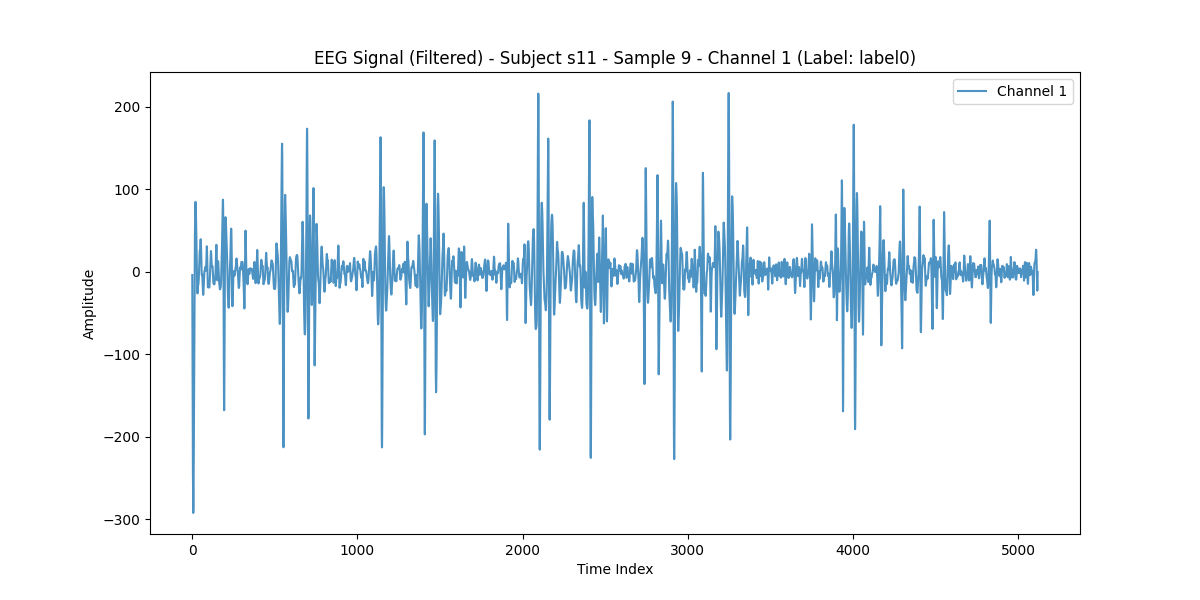 EEG Signal (Filtered) - Subject s11 - Sample 9 - Channel 1 (Label: label0)
Channel 1
200
100
0
−100
−200
−300
Amplitude
0 1000 2000 3000 4000 5000
Time Index